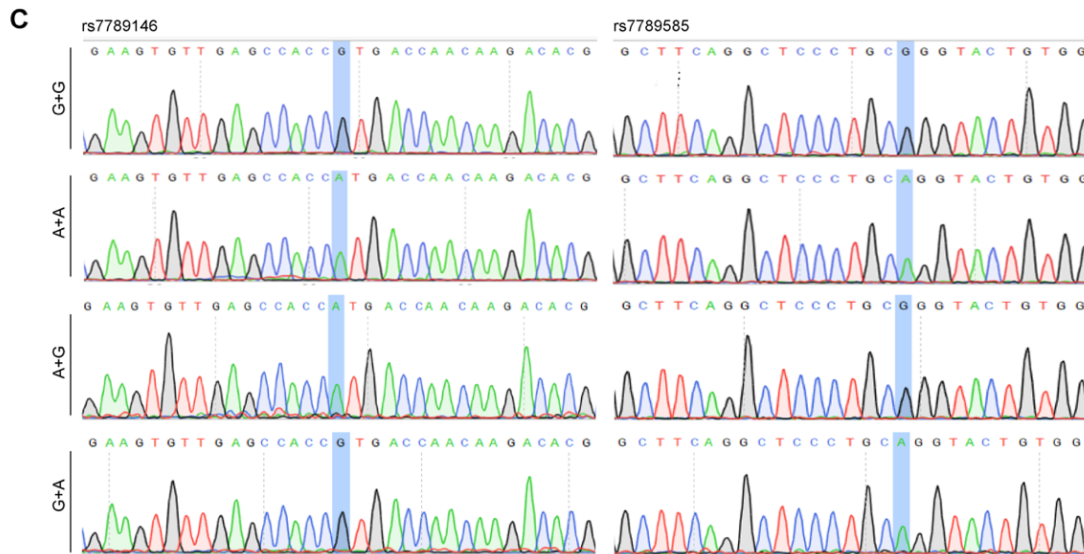 C
rs7789146
rs7789585
G+G
G A A G T G T T G A G C C A C C G T G A C C A A C A A G A C A C G
G C T T C A G G C T C C C T G C G G G T A C T G T G G
A+A
G A A G T G T T G A G C C A C C A T G A C C A A C A A G A C A C G
G C T T C A G G C T C C C T G C A G G T A C T G T G G
A+G
G A A G T G T T G A G C C A C C A T G A C C A A C A A G A C A C G
G C T T C A G G C T C C C T G C G G G T A C T G T G G
G+A
G A A G T G T T G A G C C A C C G T G A C C A A C A A G A C A C G
G C T T C A G G C T C C C T G C A G G T A C T G T G G